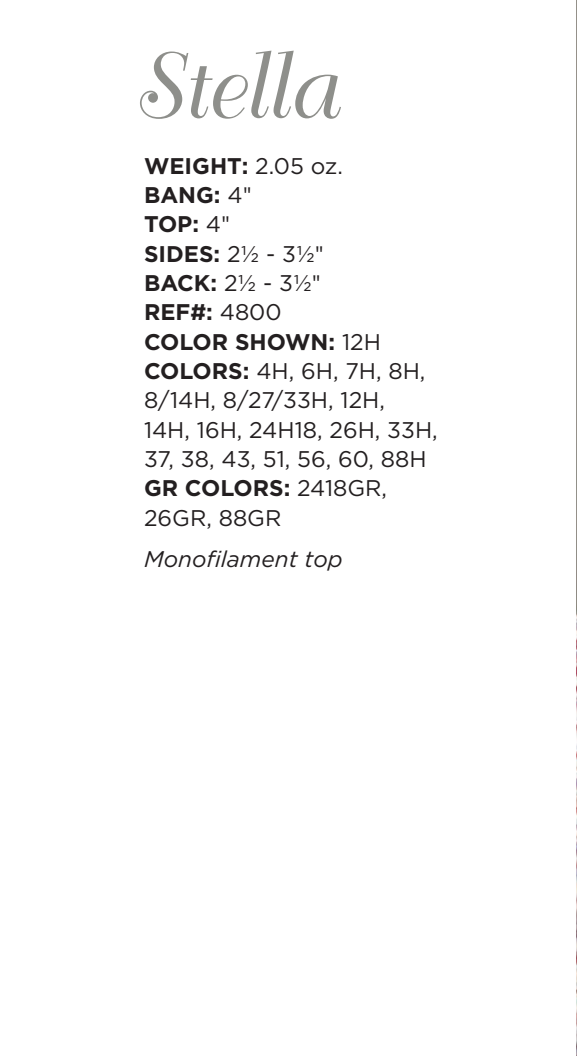 Stella
WEIGHT: 2.05 oz.
BANG: 4"
TOP: 4"
SIDES: 2½ - 3½"
BACK: 2½ - 3½"
REF#: 4800
COLOR SHOWN: 12H
COLORS: 4H, 6H, 7H, 8H,
8/14H, 8/27/33H, 12H,
14H, 16H, 24H18, 26H, 33H,
37, 38, 43, 51, 56, 60, 88H
GR COLORS: 2418GR,
26GR, 88GR
Monofilament top